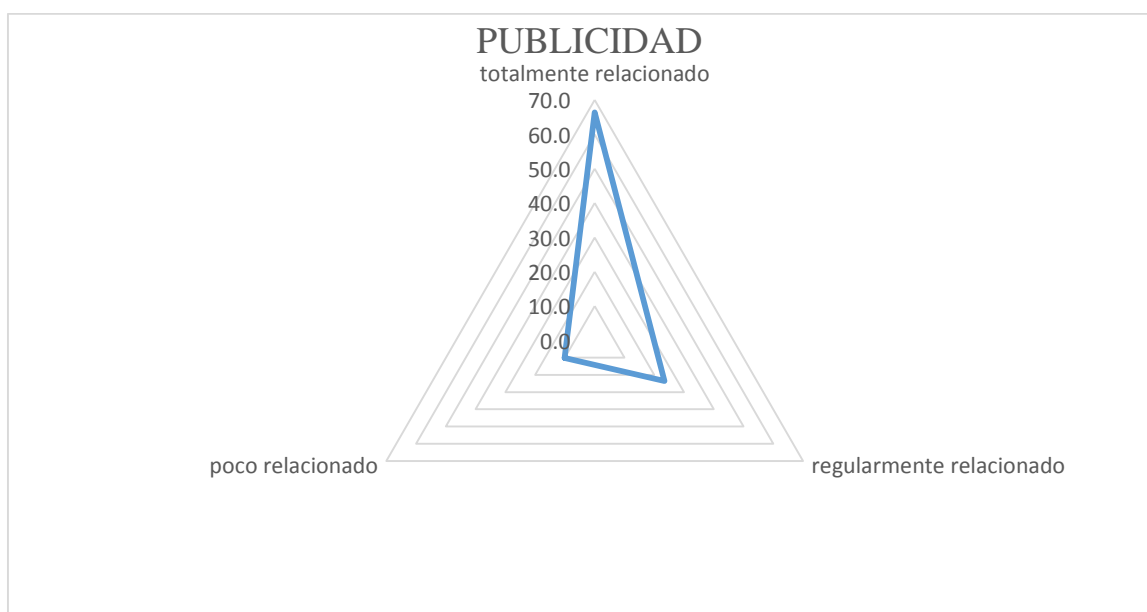 PUBLICIDAD
totalmente relacionado
70.0
60.0
50.0
40.0
30.0
20.0
10.0
0.0
poco relacionado
regularmente relacionado